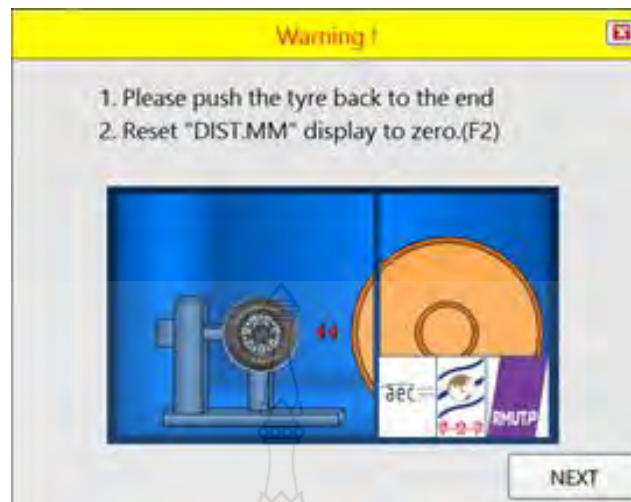 Warning !
1. Please push the tyre back to the end
2. Reset "DIST.MM" display to zero.(F2)
aec
RMUTP
NEXT